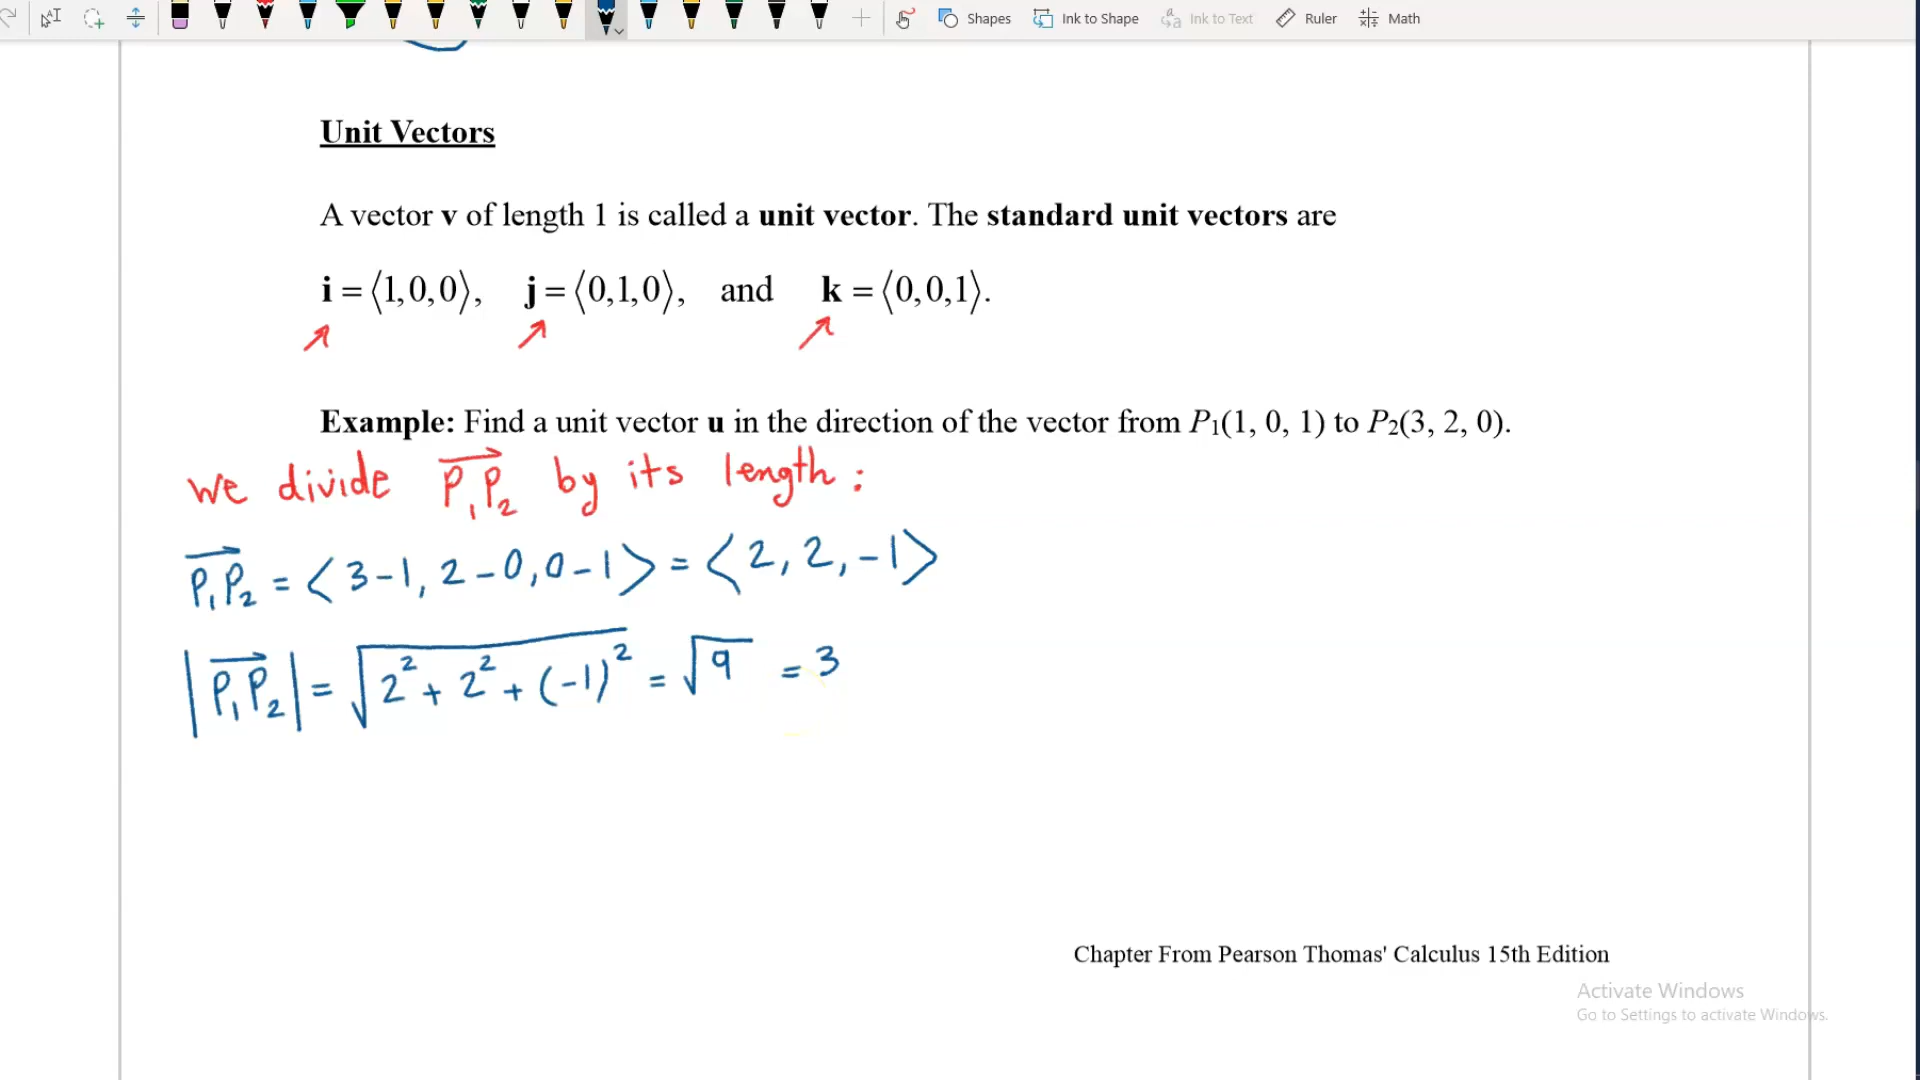 Shapes Ink to Shape Ink to Text Ruler Math
Unit Vectors
A vector v of length 1 is called a unit vector. The standard unit vectors are
i = ⟨1,0,0⟩, j = ⟨0,1,0⟩, and k = ⟨0,0,1⟩.
Example: Find a unit vector u in the direction of the vector from P₁(1, 0, 1) to P₂(3, 2, 0).
We divide \overrightarrow{P₁P₂} by its length:
\overrightarrow{P₁P₂} = ⟨3-1, 2-0, 0-1⟩ = ⟨2, 2, -1⟩
|\overrightarrow{P₁P₂}| = √(2² + 2² + (-1)²) = √9 = 3
Chapter From Pearson Thomas' Calculus 15th Edition
Activate Windows
Go to Settings to activate Windows.